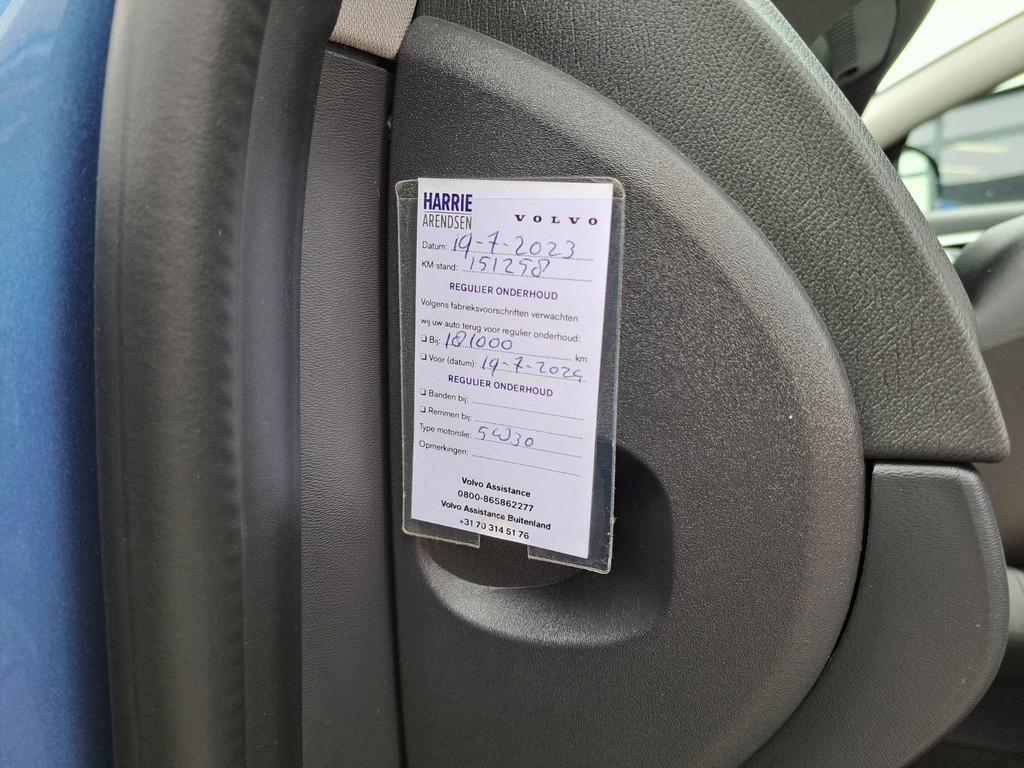 HARRIE
ARENDSEN
VOLVO
Datum: 19-7-2023
KM-stand: 151258
REGULIER ONDERHOUD
Volgens fabrieksvoorschriften verwachten
wij uw auto terug voor regulier onderhoud:
Bij: 181000 km
Voor (datum): 19-7-2024
REGULIER ONDERHOUD
Banden bij:
Remmen bij:
Type motorolie: 5W30
Opmerkingen:
Volvo Assistance
0800-865862277
Volvo Assistance Buitenland
+31 70 314 51 76